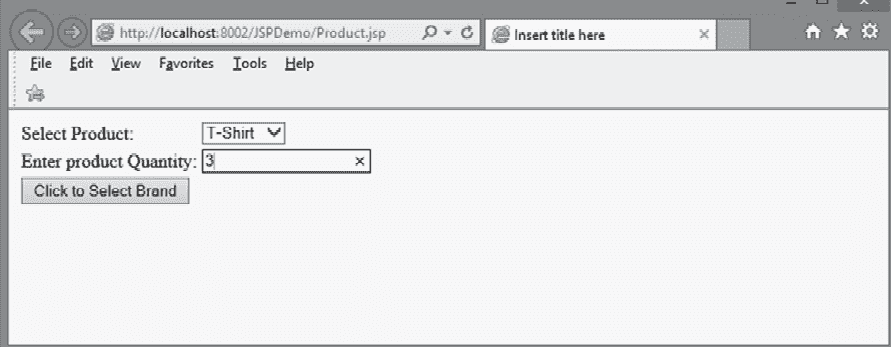 http://localhost:8002/JSPDemo/Product.jsp
Insert title here
File Edit View Favorites Tools Help
Select Product: T-Shirt
Enter product Quantity: 3
Click to Select Brand